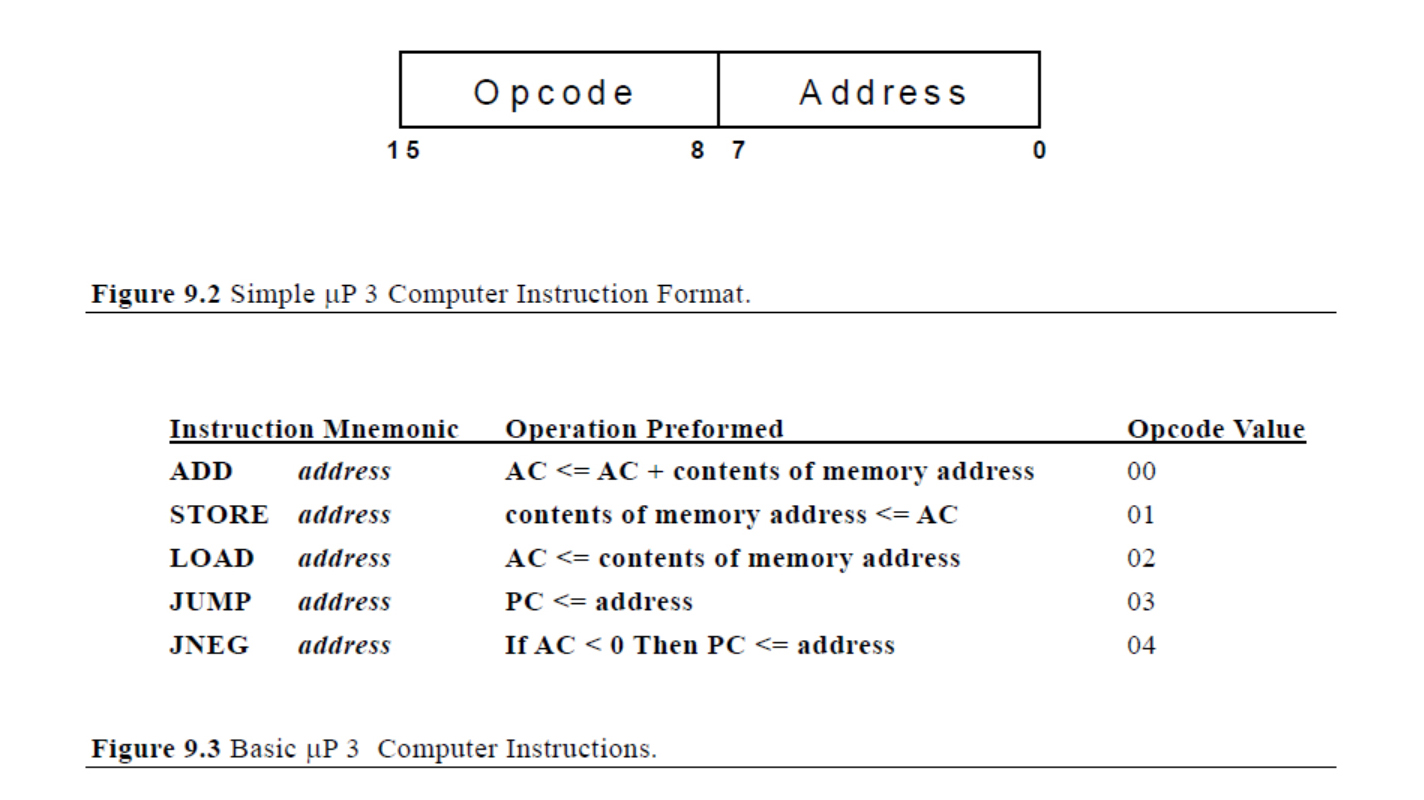 Opcode Address
15 8 7 0
Figure 9.2 Simple µP 3 Computer Instruction Format.
Instruction Mnemonic Operation Preformed Opcode Value
ADD address AC <= AC + contents of memory address 00
STORE address contents of memory address <= AC 01
LOAD address AC <= contents of memory address 02
JUMP address PC <= address 03
JNEG address If AC < 0 Then PC <= address 04
Figure 9.3 Basic µP 3 Computer Instructions.